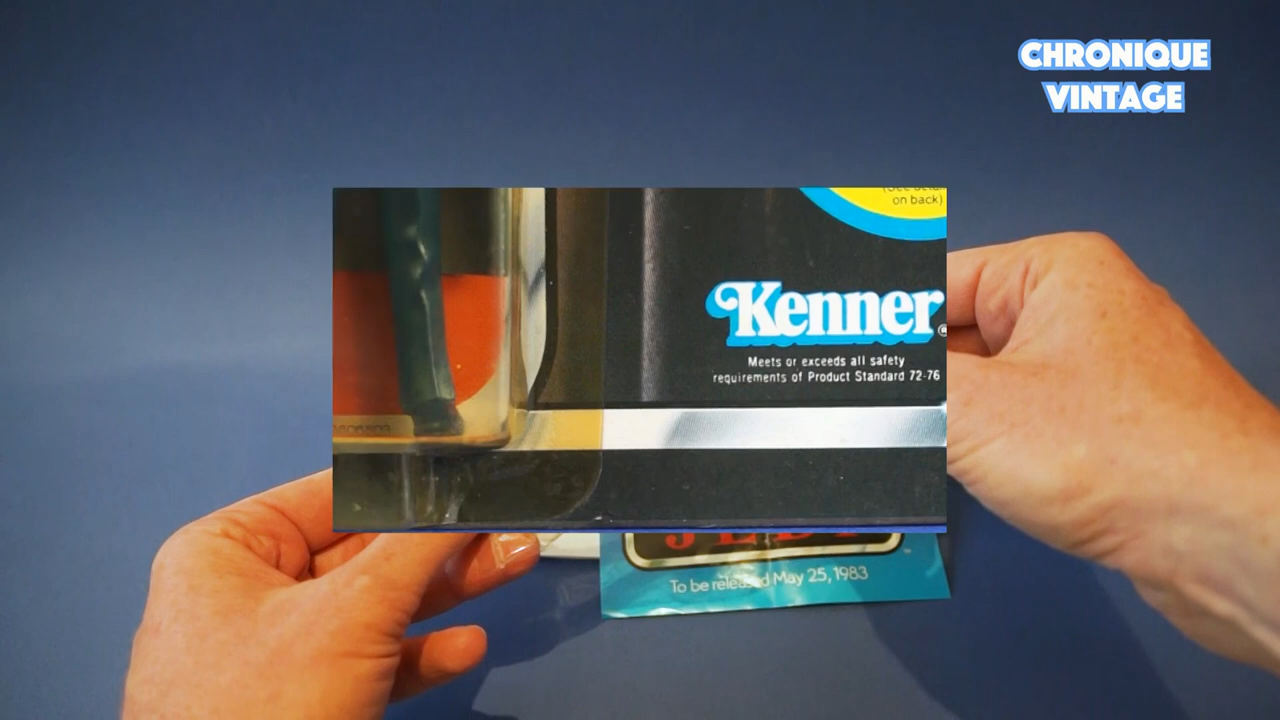 CHRONIQUE
VINTAGE
on back)
Kenner
Meets or exceeds all safety
requirements of Product Standard 72-76
JEDI
To be released May 25, 1983